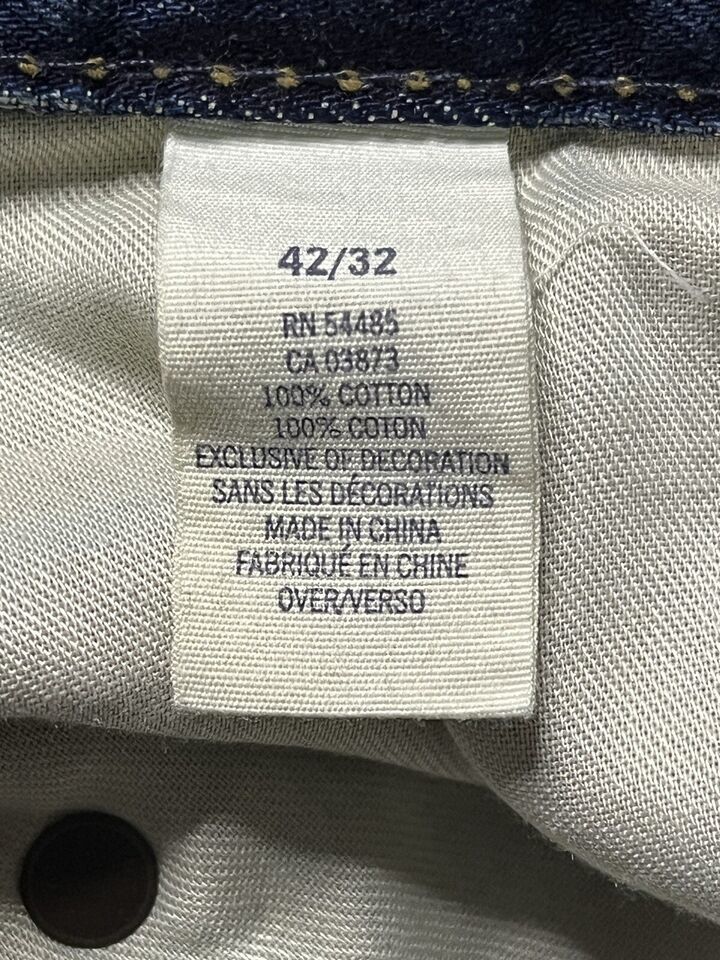 42/32
RN 54485
CA 03873
100% COTTON
100% COTON
EXCLUSIVE OF DECORATION
SANS LES DÉCORATIONS
MADE IN CHINA
FABRIQUÉ EN CHINE
OVER/VERSO